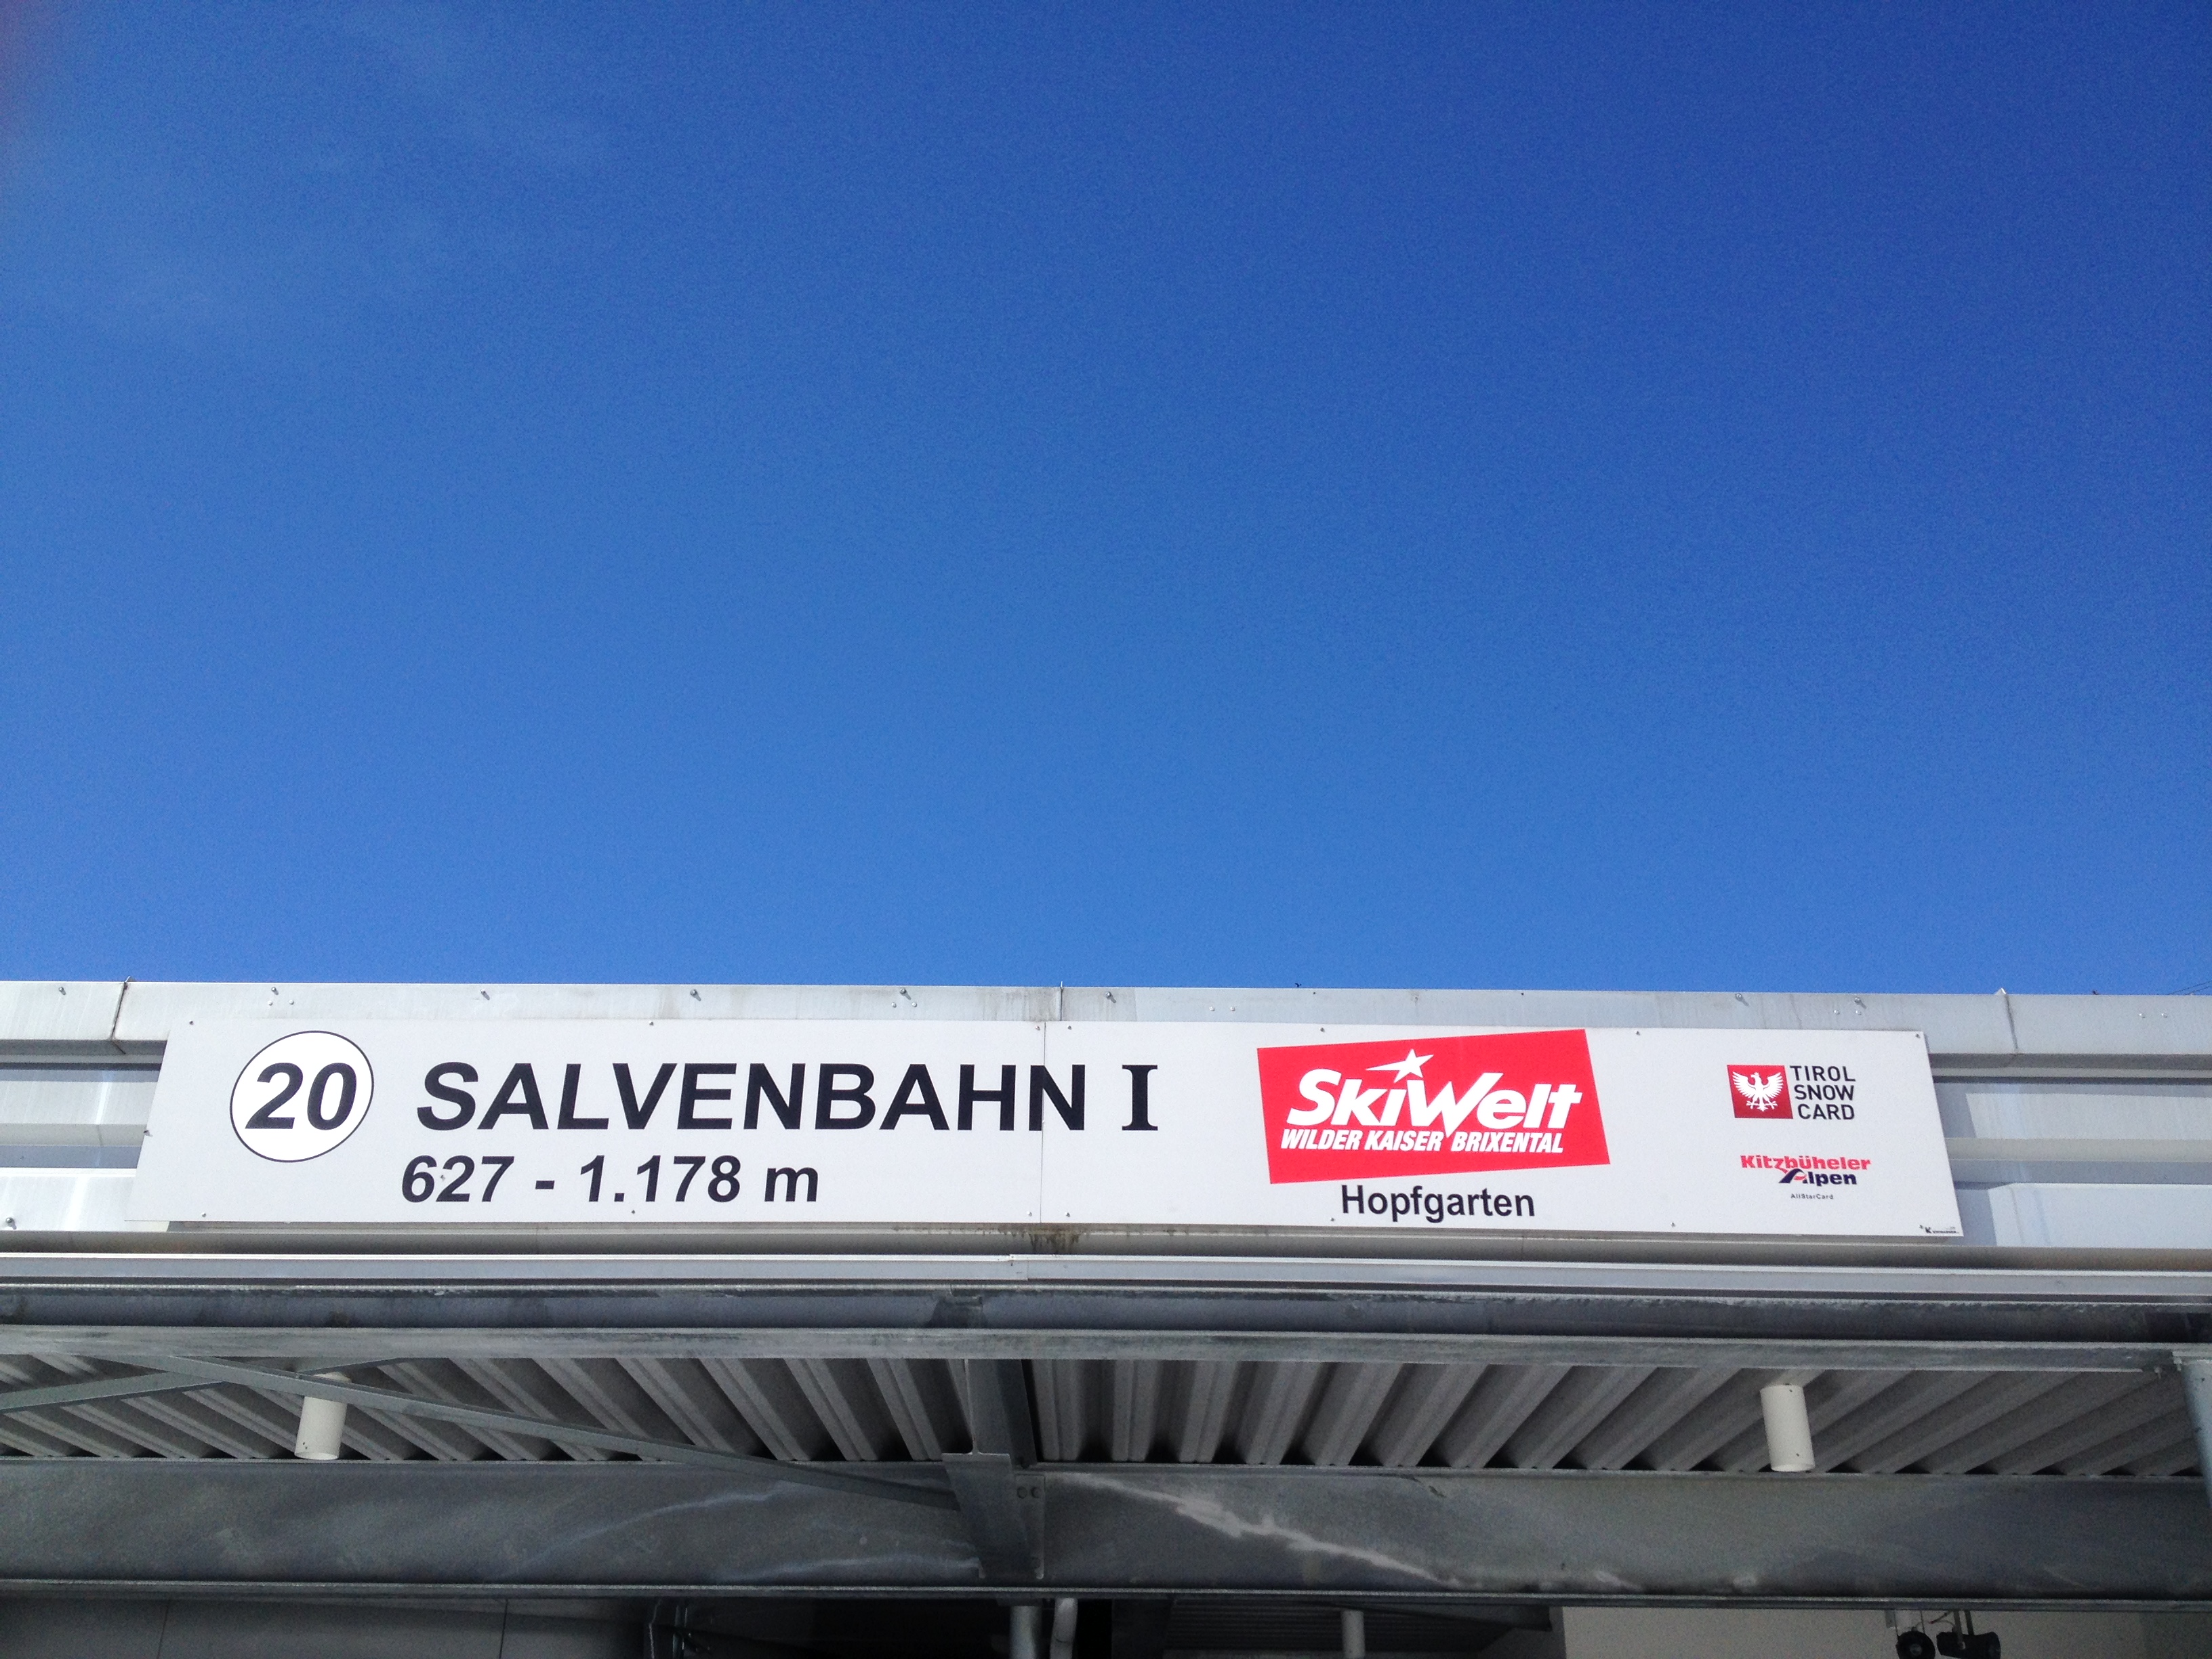 20 SALVENBAHN I
627 - 1.178 m
SkiWelt
WILDER KAISER BRIXENTAL
Hopfgarten
TIROL
SNOW
CARD
Kitzbüheler
Alpen
AllStarCard